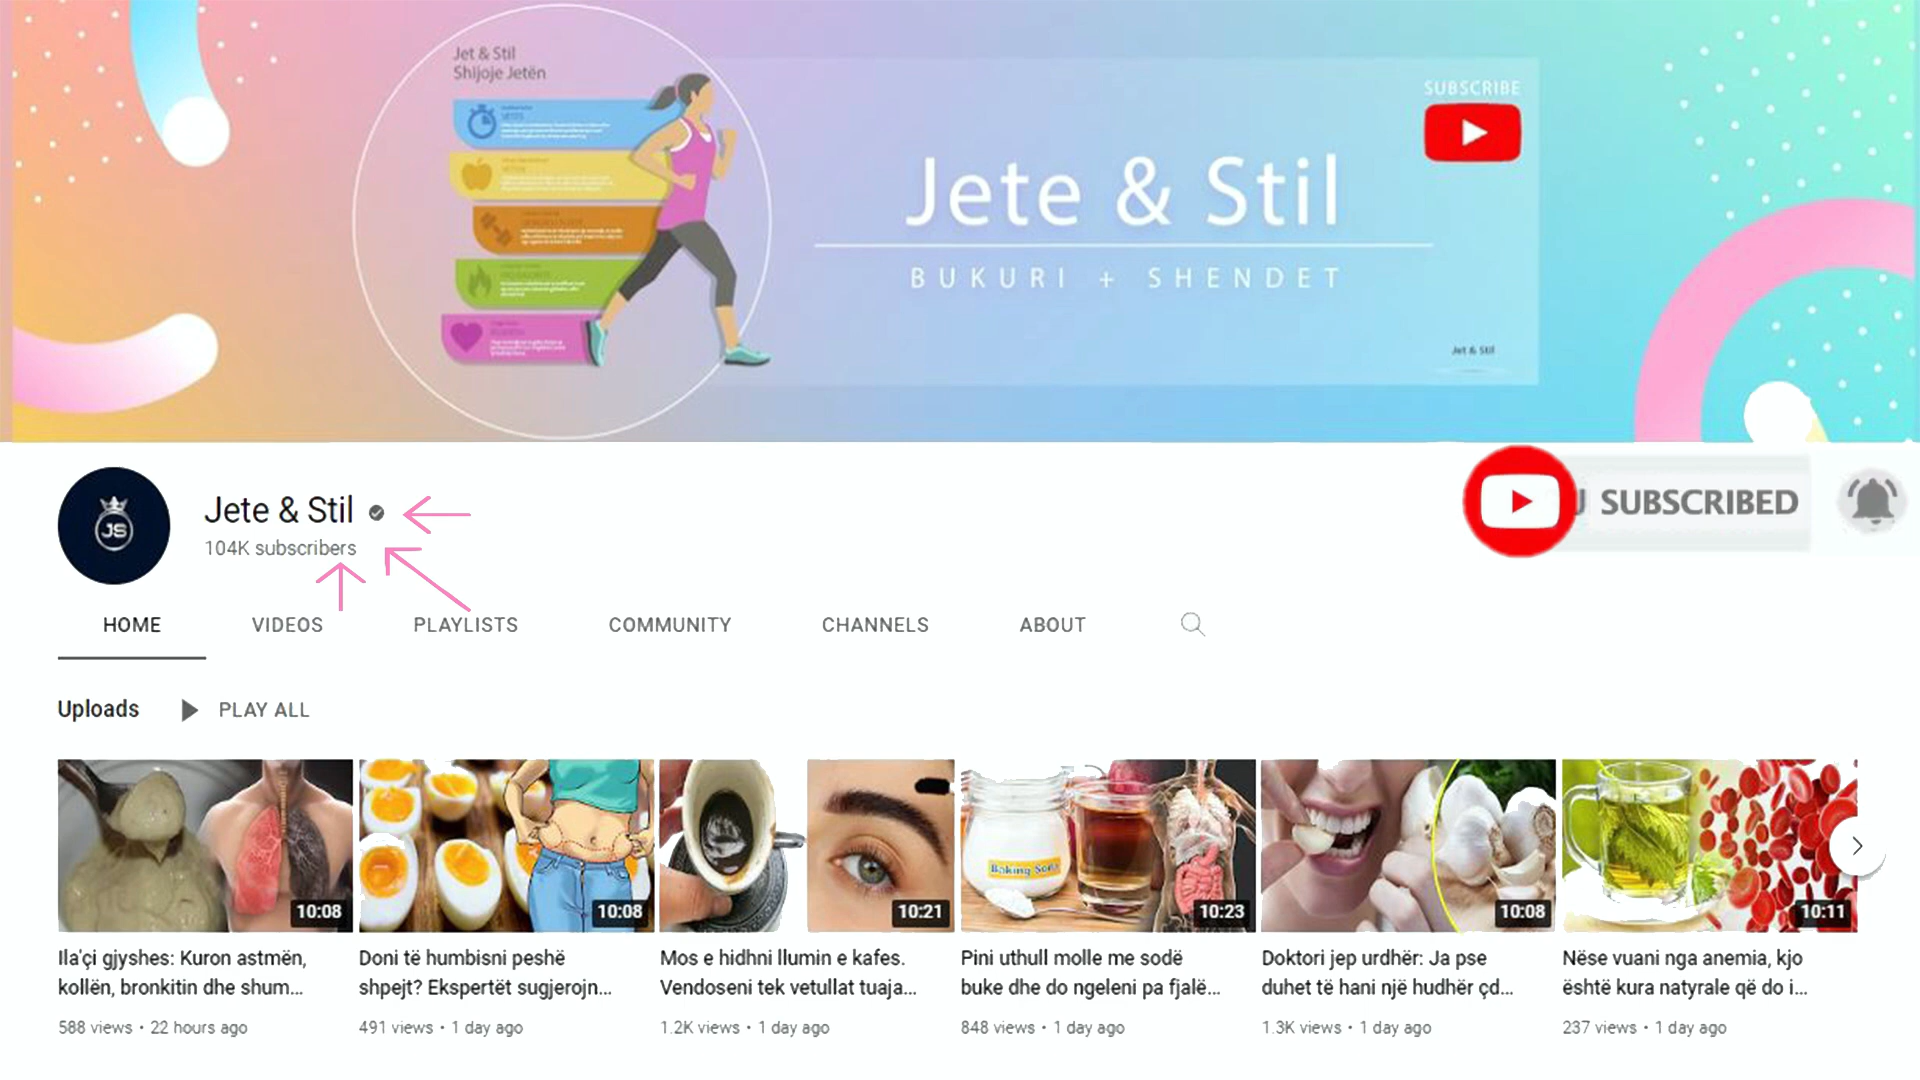 Jet & Stil
Shijoje Jetën
SUBSCRIBE
Jete & Stil
BUKURI + SHENDET
Jet & Stil
JS
Jete & Stil
104K subscribers
SUBSCRIBED
HOME VIDEOS PLAYLISTS COMMUNITY CHANNELS ABOUT
Uploads PLAY ALL
10:08 10:08 10:21 Baking Soda 10:23 10:08 10:11
Ila'çi gjyshes: Kuron astmën,
kollën, bronkitin dhe shum...
588 views • 22 hours ago
Doni të humbisni peshë
shpejt? Ekspertët sugjerojn...
491 views • 1 day ago
Mos e hidhni llumin e kafes.
Vendoseni tek vetullat tuaja...
1.2K views • 1 day ago
Pini uthull molle me sodë
buke dhe do ngeleni pa fjalë...
848 views • 1 day ago
Doktori jep urdhër: Ja pse
duhet të hani një hudhër çd...
1.3K views • 1 day ago
Nëse vuani nga anemia, kjo
është kura natyrale që do i...
237 views • 1 day ago